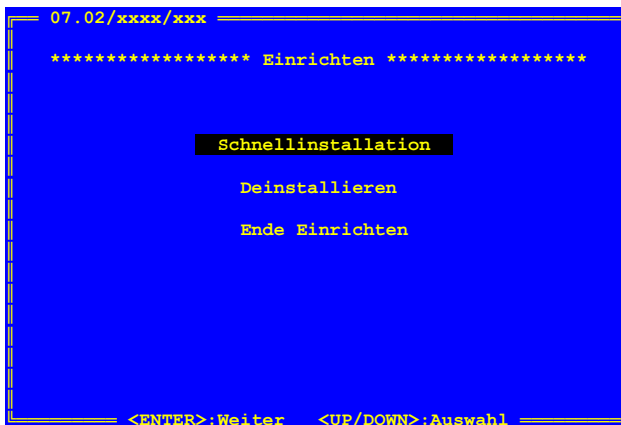 07.02/xxxx/xxx
****************** Einrichten ******************
Schnellinstallation
Deinstallieren
Ende Einrichten
<ENTER>:Weiter <UP/DOWN>:Auswahl